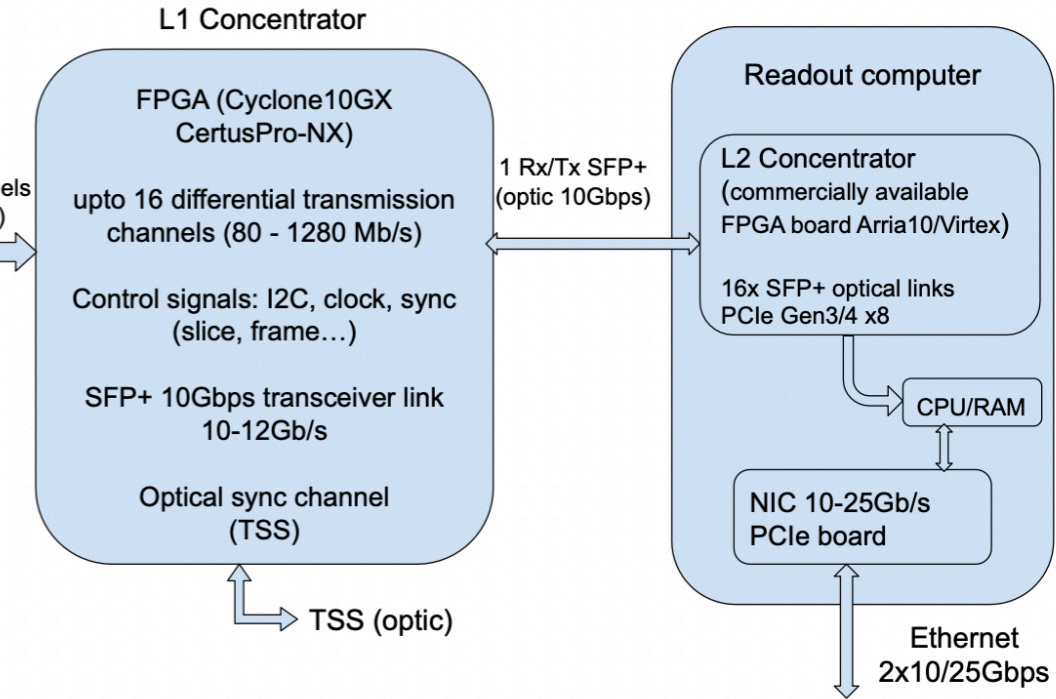 L1 Concentrator
FPGA (Cyclone10GX
CertusPro-NX)
upto 16 differential transmission
channels (80 - 1280 Mb/s)
Control signals: I2C, clock, sync
(slice, frame…)
SFP+ 10Gbps transceiver link
10-12Gb/s
Optical sync channel
(TSS)
TSS (optic)
1 Rx/Tx SFP+
(optic 10Gbps)
Readout computer
L2 Concentrator
(commercially available
FPGA board Arria10/Virtex)
16x SFP+ optical links
PCIe Gen3/4 x8
CPU/RAM
NIC 10-25Gb/s
PCIe board
Ethernet
2x10/25Gbps